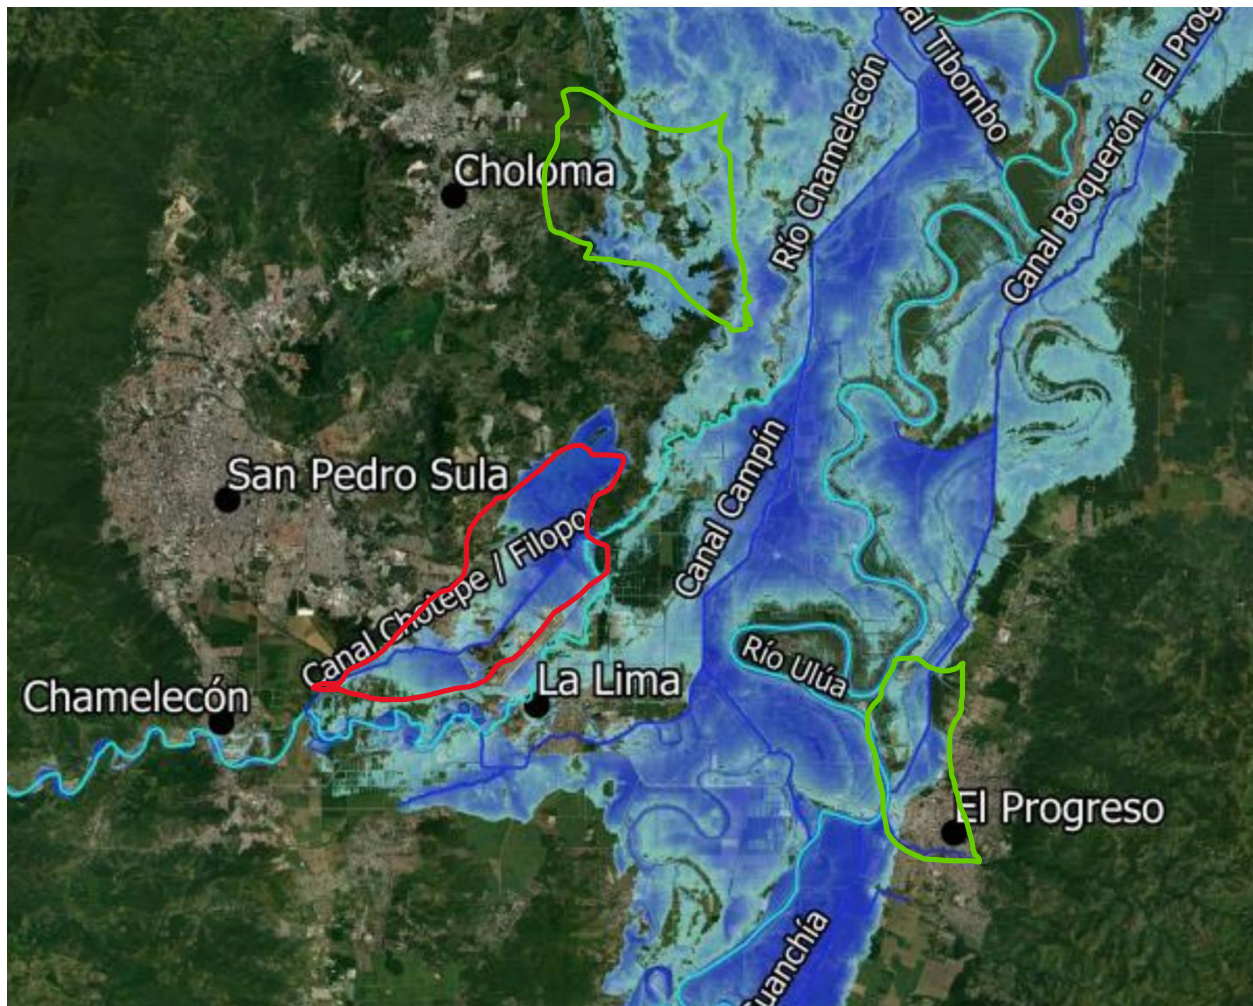 nal Tibombo
Canal Boquerón - El Prog
Choloma
Río Chamelecón
San Pedro Sula
Canal Chotepe / Filopo
Canal Campín
Chamelecón
La Lima
Río Ulúa
El Progreso
Guanchía